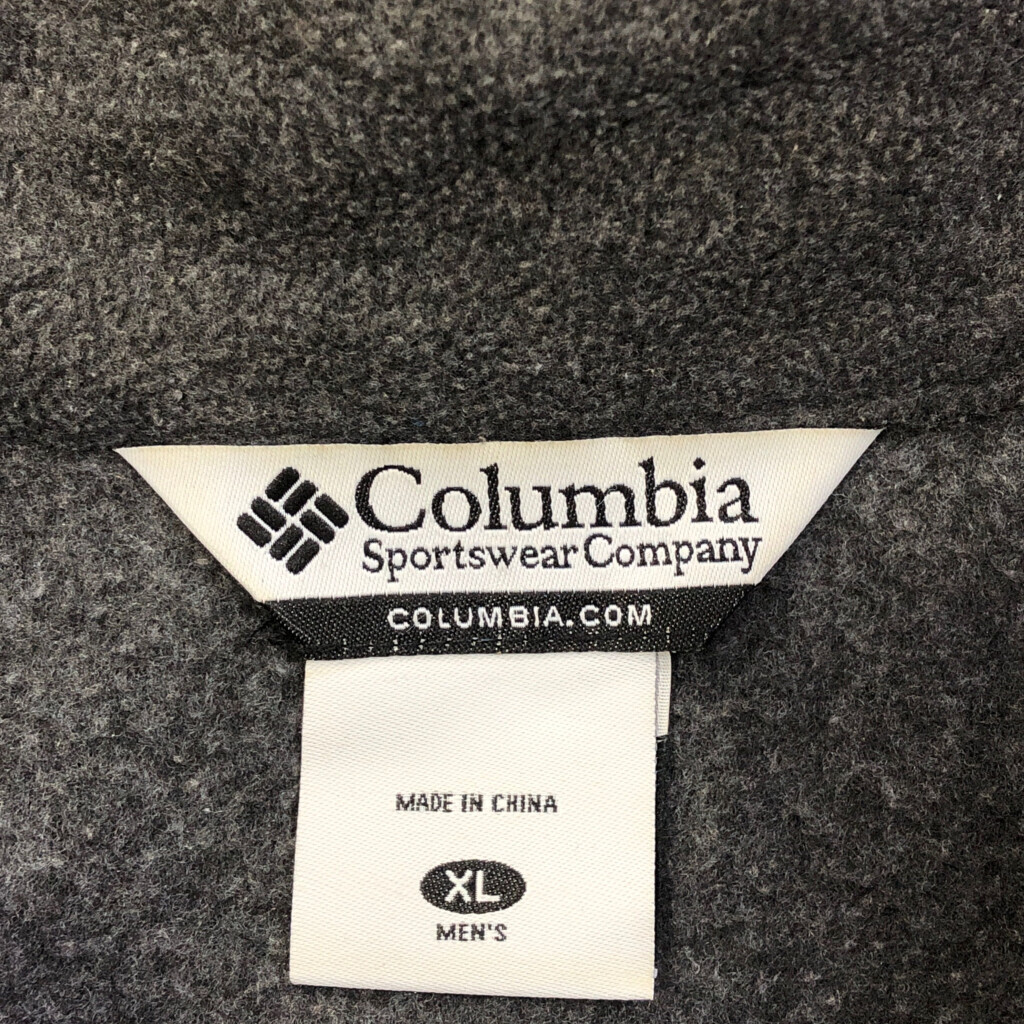 Columbia
Sportswear Company
COLUMBIA.COM
MADE IN CHINA
XL
MEN'S